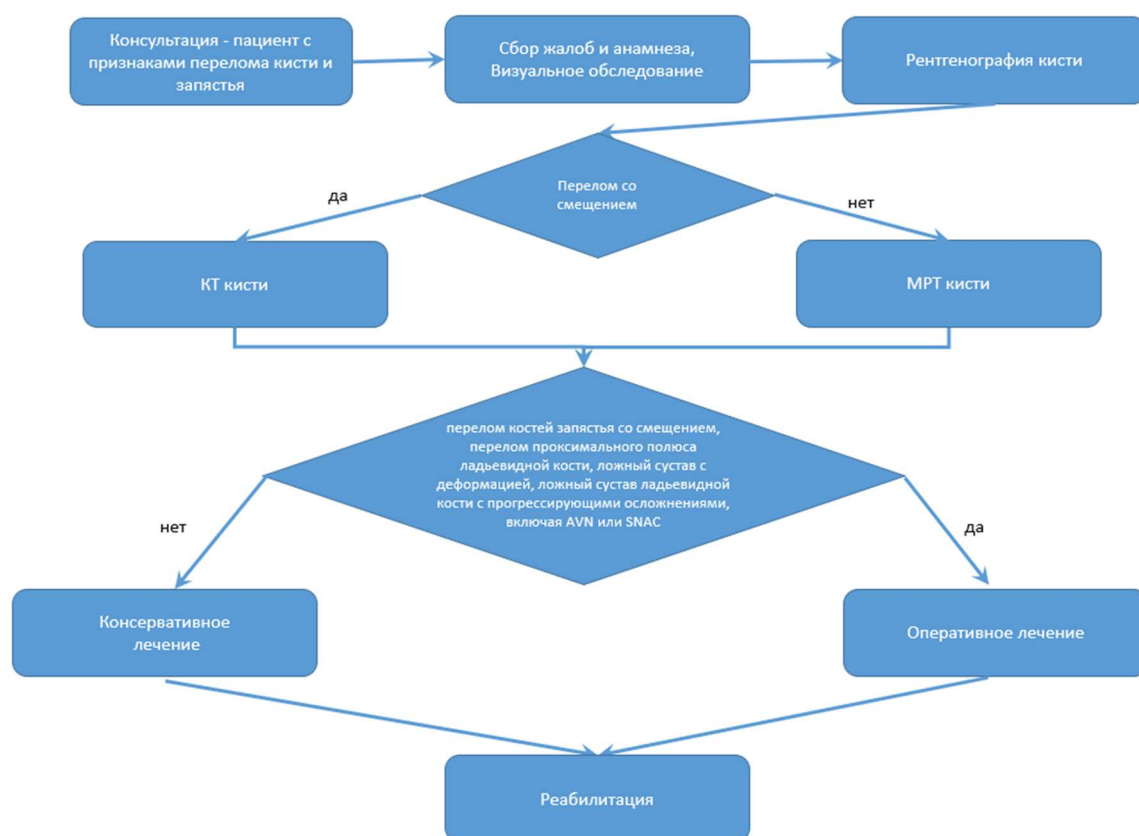 Консультация - пациент с
признаками перелома кисти и
запястья
Сбор жалоб и анамнеза,
Визуальное обследование
Рентгенография кисти
Перелом со
смещением
да
нет
КТ кисти
МРТ кисти
перелом костей запястья со смещением,
перелом проксимального полюса
ладьевидной кости, ложный сустав с
деформацией, ложный сустав ладьевидной
кости с прогрессирующими осложнениями,
включая AVN или SNAC
нет
да
Консервативное
лечение
Оперативное лечение
Реабилитация